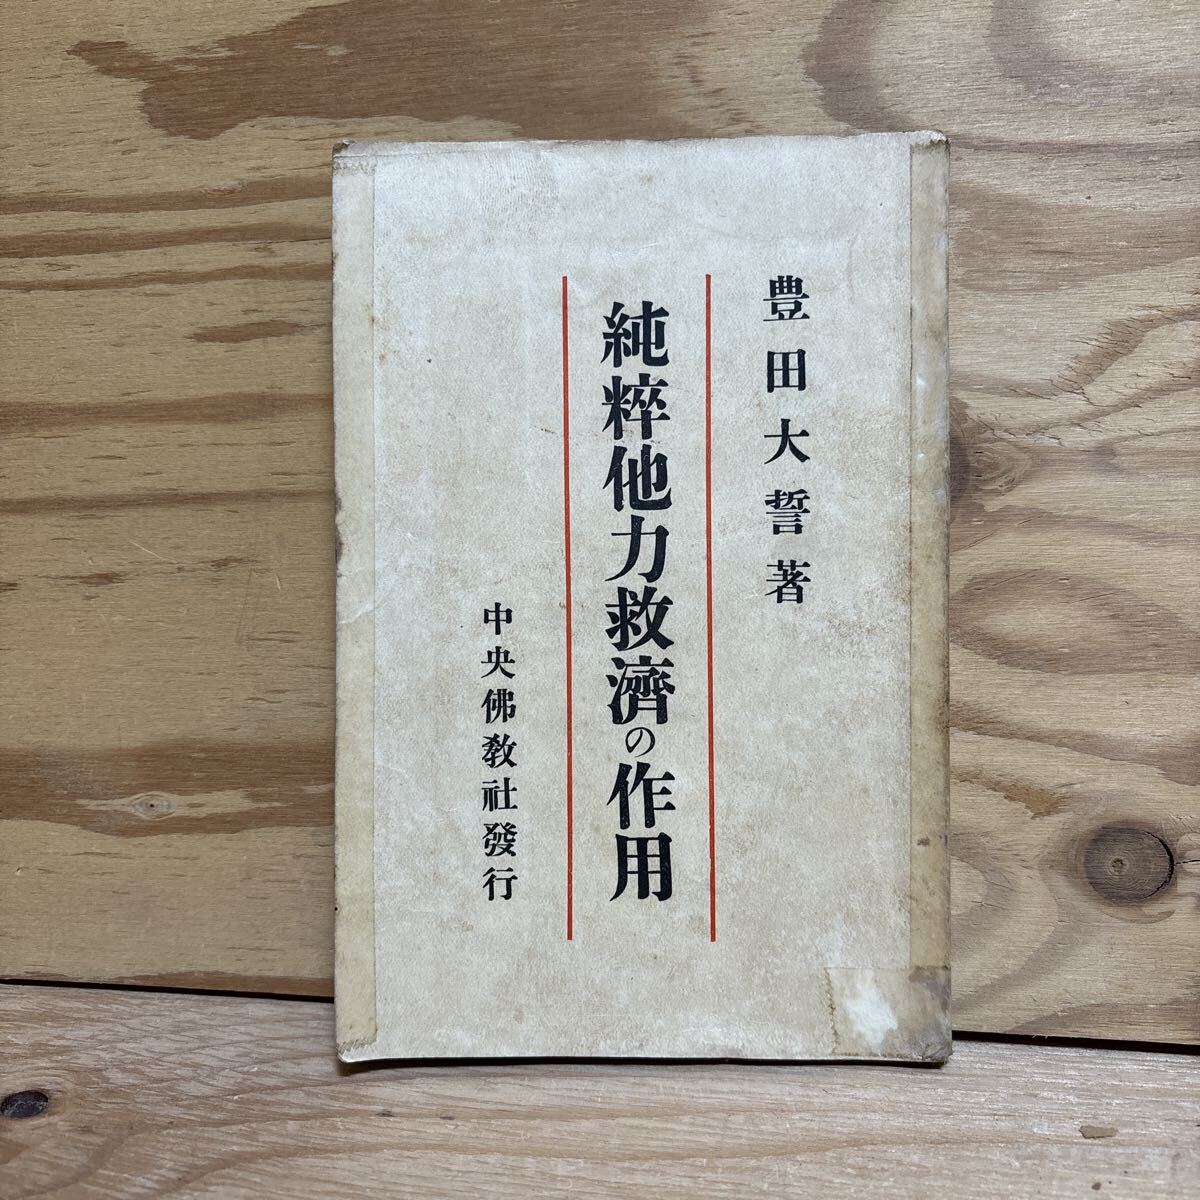 豊田大誓著
純粹他力救濟の作用
中央佛教社發行